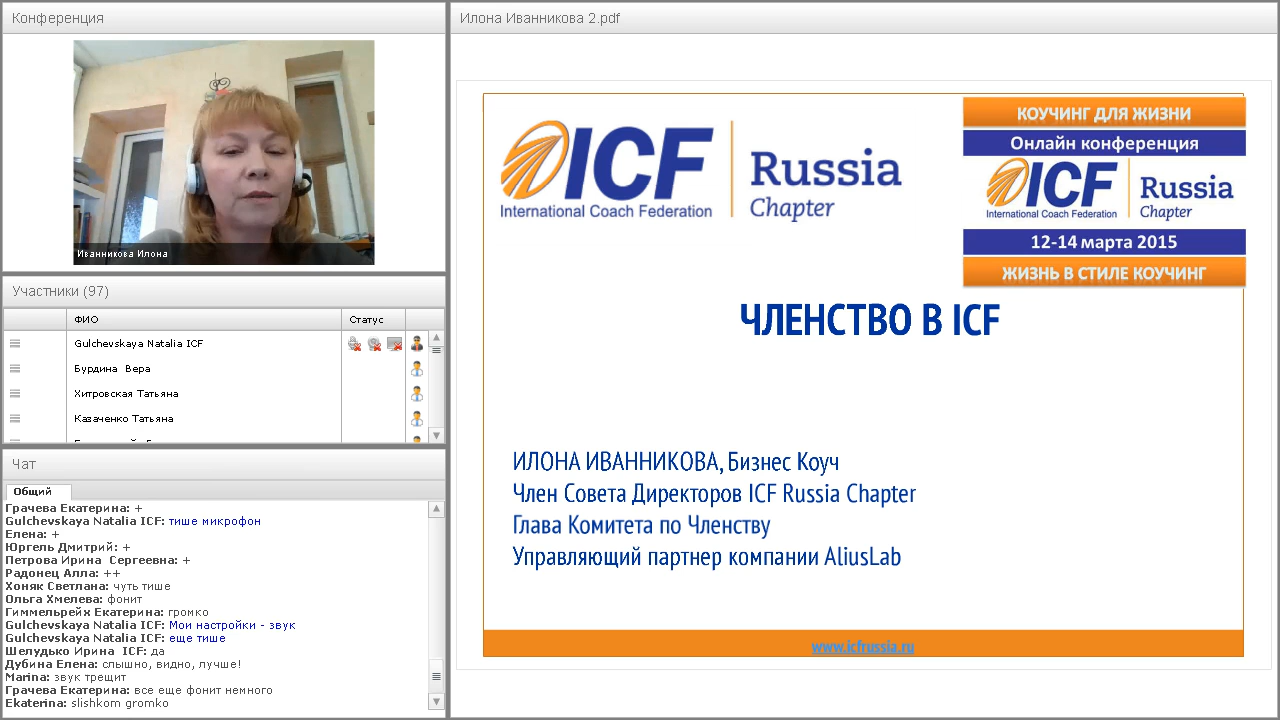 Конференция
Иванникова Илона
Участники (97)
ФИО
Статус
Gulchevskaya Natalia ICF
Бурдина Вера
Хитровская Татьяна
Казаченко Татьяна
Чат
Общий
Грачева Екатерина: +
Gulchevskaya Natalia ICF: тише микрофон
Елена: +
Юргель Дмитрий: +
Петрова Ирина Сергеевна: +
Радонец Алла: ++
Хоняк Светлана: чуть тише
Ольга Хмелева: фонит
Гиммельрейх Екатерина: громко
Gulchevskaya Natalia ICF: Мои настройки - звук
Gulchevskaya Natalia ICF: еще тише
Шелудько Ирина ICF: да
Дубина Елена: слышно, видно, лучше!
Marina: звук трещит
Грачева Екатерина: все еще фонит немного
Ekaterina: slishkom gromko
Илона Иванникова 2.pdf
ICF
International Coach Federation
Russia
Chapter
КОУЧИНГ ДЛЯ ЖИЗНИ
Онлайн конференция
ICF
International Coach Federation
Russia
Chapter
12-14 марта 2015
ЖИЗНЬ В СТИЛЕ КОУЧИНГ
ЧЛЕНСТВО В ICF
ИЛОНА ИВАННИКОВА, Бизнес Коуч
Член Совета Директоров ICF Russia Chapter
Глава Комитета по Членству
Управляющий партнер компании AliusLab
www.icfrussia.ru